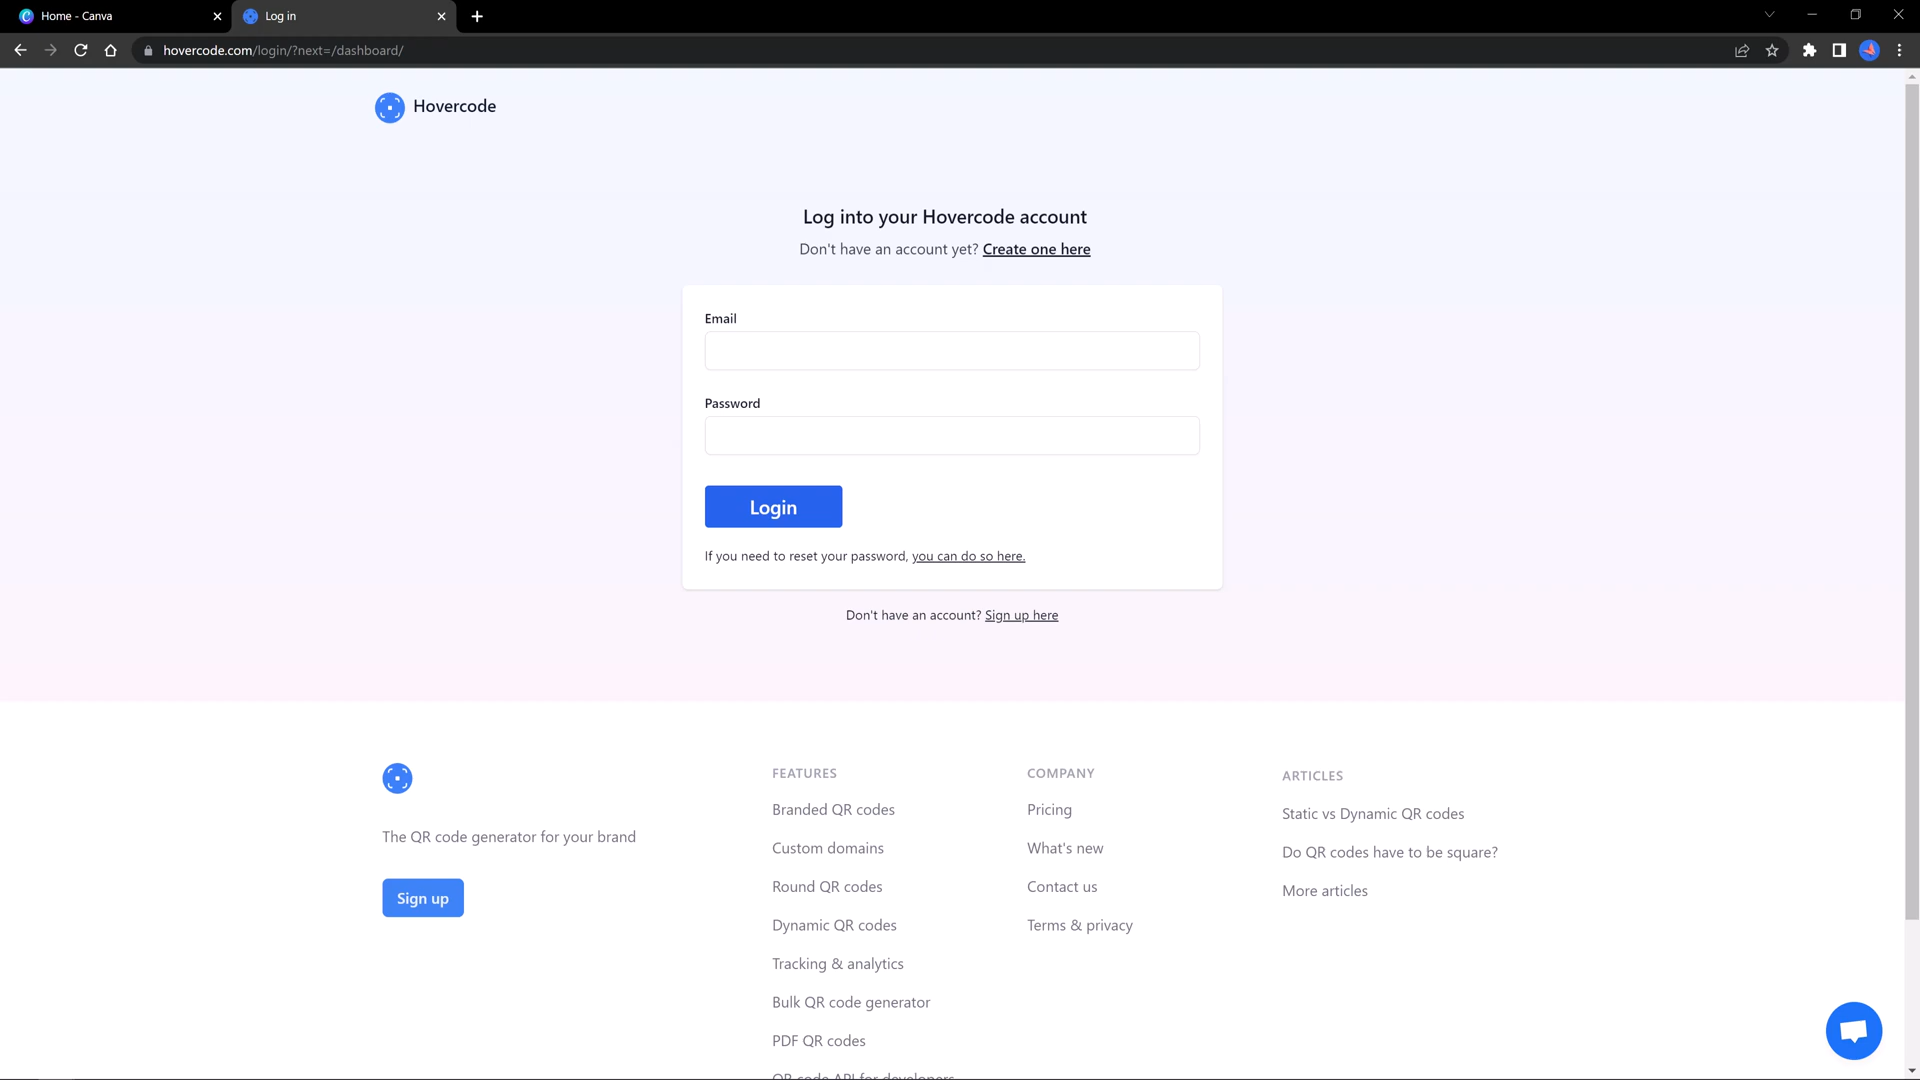 Home - Canva
Log in
hovercode.com/login/?next=/dashboard/
Hovercode
Log into your Hovercode account
Don't have an account yet? Create one here
Email
Password
Login
If you need to reset your password, you can do so here.
Don't have an account? Sign up here
The QR code generator for your brand
Sign up
FEATURES
Branded QR codes
Custom domains
Round QR codes
Dynamic QR codes
Tracking & analytics
Bulk QR code generator
PDF QR codes
QR code API for developers
COMPANY
Pricing
What's new
Contact us
Terms & privacy
ARTICLES
Static vs Dynamic QR codes
Do QR codes have to be square?
More articles